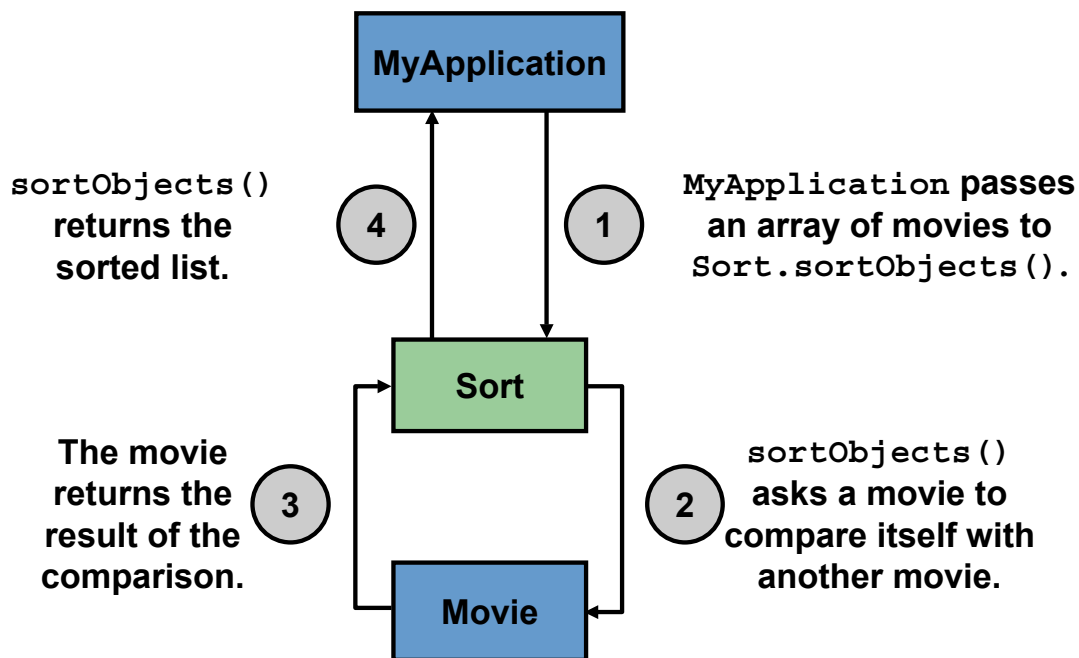 MyApplication
sortObjects()
returns the
sorted list.
4
1
MyApplication passes
an array of movies to
Sort.sortObjects().
Sort
The movie
returns the
result of the
comparison.
3
2
sortObjects()
asks a movie to
compare itself with
another movie.
Movie